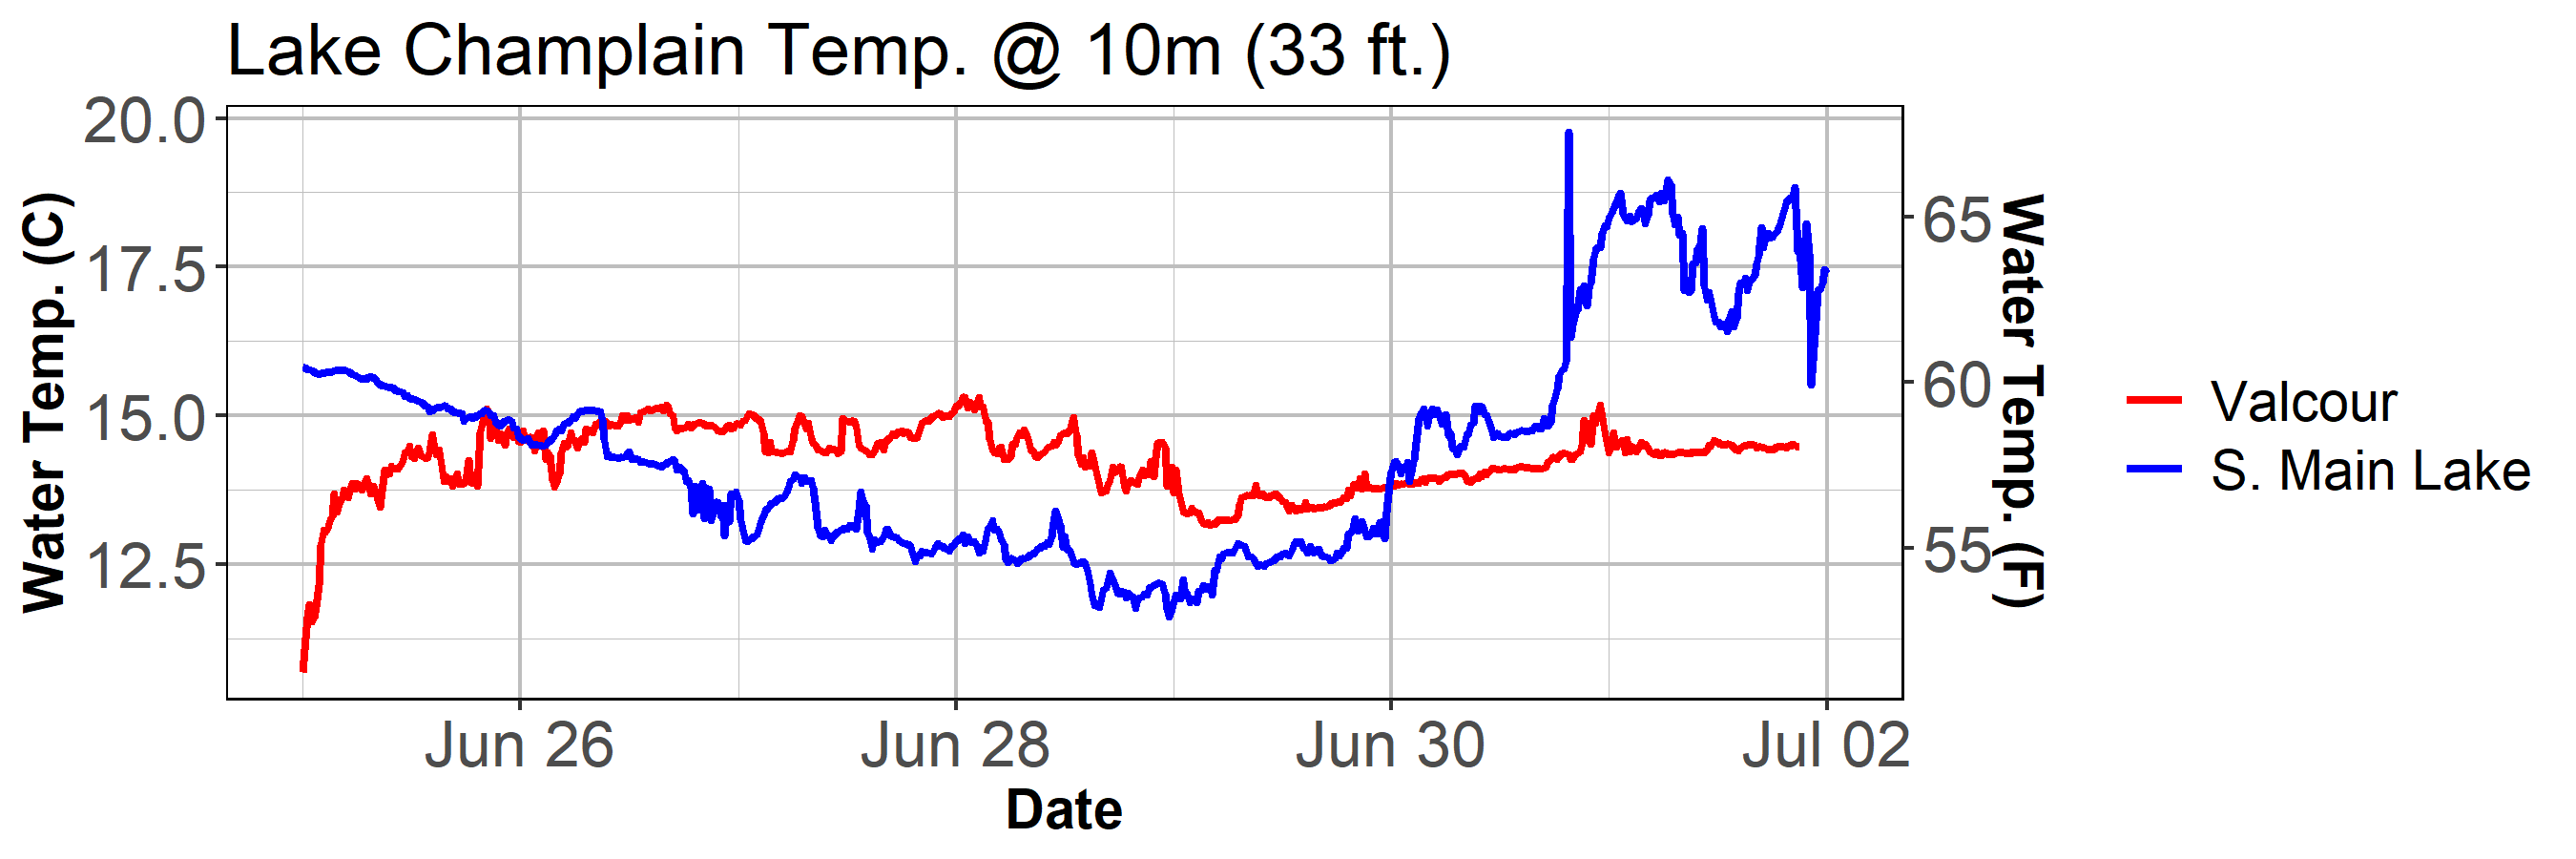 Lake Champlain Temp. @ 10m (33 ft.)
Water Temp. (C)
20.0
17.5
15.0
12.5
65
60
55
Water Temp. (F)
Jun 26
Jun 28
Jun 30
Jul 02
Date
Valcour
S. Main Lake